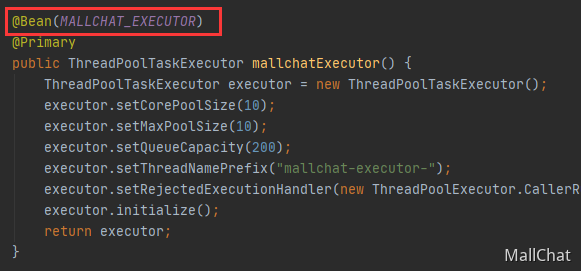 @Bean(MALLCHAT_EXECUTOR)
@Primary
public ThreadPoolTaskExecutor mallchatExecutor() {
    ThreadPoolTaskExecutor executor = new ThreadPoolTaskExecutor();
    executor.setCorePoolSize(10);
    executor.setMaxPoolSize(10);
    executor.setQueueCapacity(200);
    executor.setThreadNamePrefix("mallchat-executor-");
    executor.setRejectedExecutionHandler(new ThreadPoolExecutor.CallerR
    executor.initialize();
    return executor;
}
MallChat